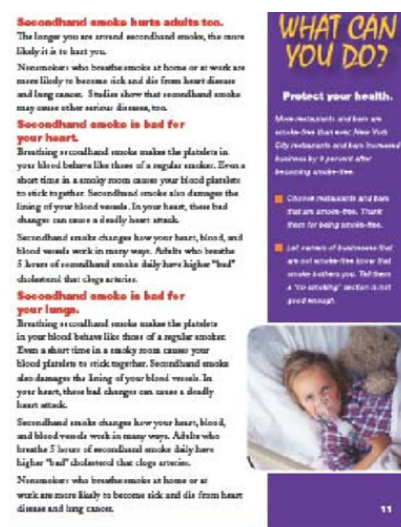 Secondhand smoke hurts adults too.
The longer you are around secondhand smoke, the more
likely it is to hurt you.
Nonsmokers who breathe smoke at home or at work are
more likely to become sick and die from heart disease
and lung cancer. Studies show that secondhand smoke
may cause other serious diseases, too.
Secondhand smoke is bad for
your heart.
Breathing secondhand smoke makes the platelets in
your blood behave like those of a regular smoker. Even a
short time in a smoky room causes your blood platelets
to stick together. Secondhand smoke also damages the
lining of your blood vessels. In your heart, these bad
changes can cause a deadly heart attack.
Secondhand smoke changes how your heart, blood, and
blood vessels work in many ways. Adults who breathe
5 hours of secondhand smoke daily have higher “bad”
cholesterol that clogs arteries.
Secondhand smoke is bad for
your lungs.
Breathing secondhand smoke makes the platelets
in your blood behave like those of a regular smoker.
Even a short time in a smoky room causes your
blood platelets to stick together. Secondhand smoke
also damages the lining of your blood vessels. In
your heart, these bad changes can cause a deadly
heart attack.
Secondhand smoke changes how your heart, blood,
and blood vessels work in many ways. Adults who
breathe 5 hours of secondhand smoke daily have
higher “bad” cholesterol that clogs arteries.
Nonsmokers who breathe smoke at home or at
work are more likely to become sick and die from heart
disease and lung cancer.
WHAT CAN
YOU DO?
Protect your health.
More restaurants and bars are
smoke-free than ever. New York
City restaurants and bars increased
business by 9 percent after
becoming smoke-free.
Choose restaurants and bars
that are smoke-free. Thank
them for being smoke-free.
Let owners of businesses that
are not smoke-free know that
smoke bothers you. Tell them
a “no-smoking” section is not
good enough.
11